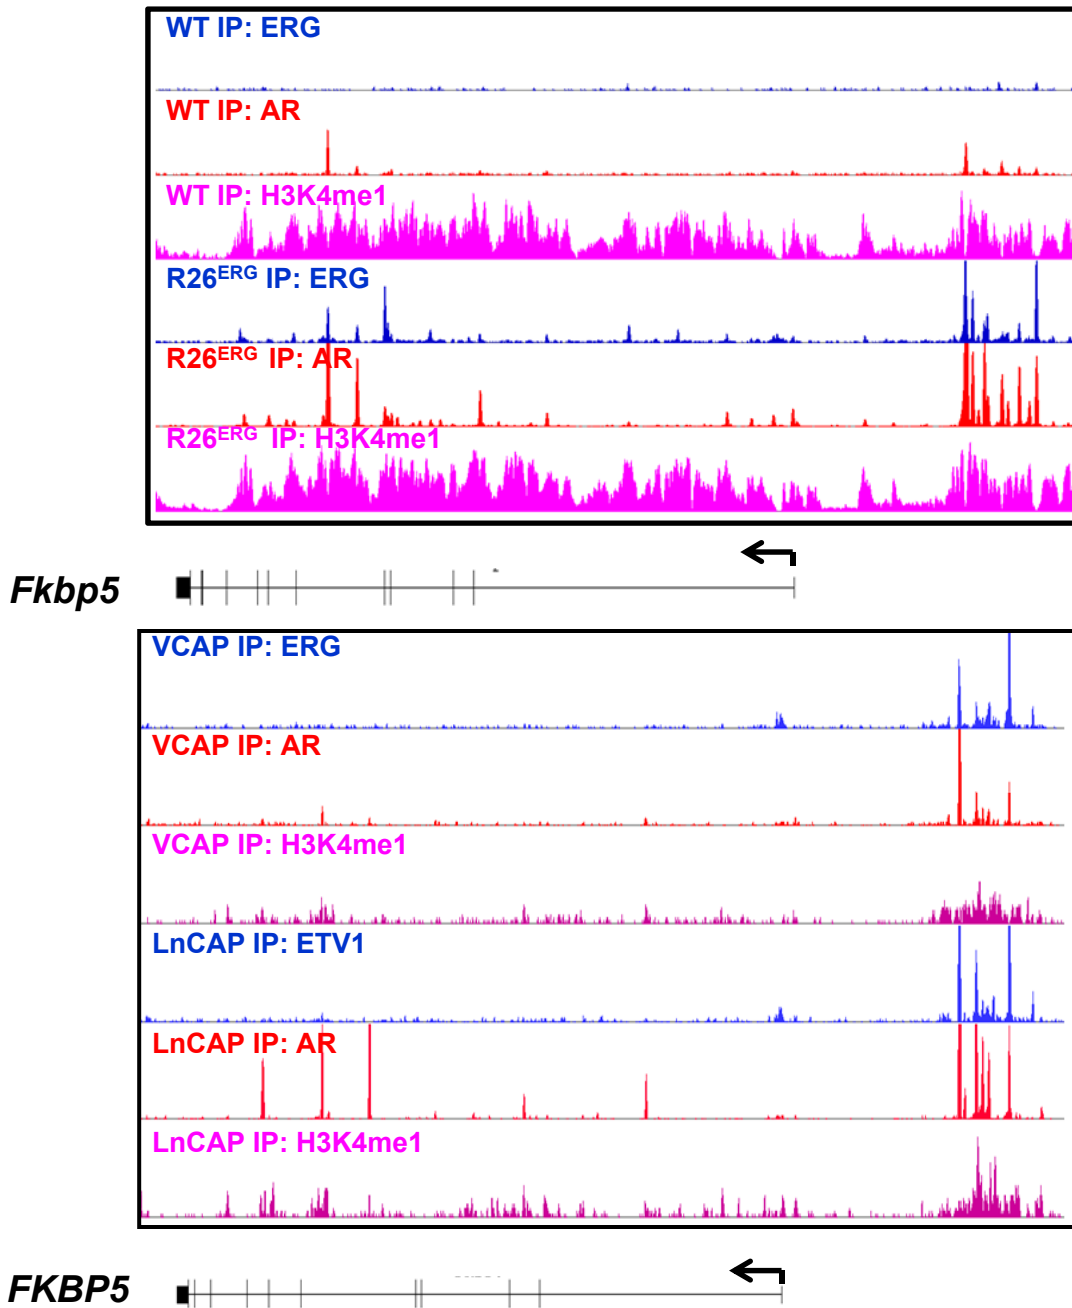 WT IP: ERG
WT IP: AR
WT IP: H3K4me1
R26ERG IP: ERG
R26ERG IP: AR
R26ERG IP: H3K4me1
Fkbp5
VCAP IP: ERG
VCAP IP: AR
VCAP IP: H3K4me1
LnCAP IP: ETV1
LnCAP IP: AR
LnCAP IP: H3K4me1
FKBP5